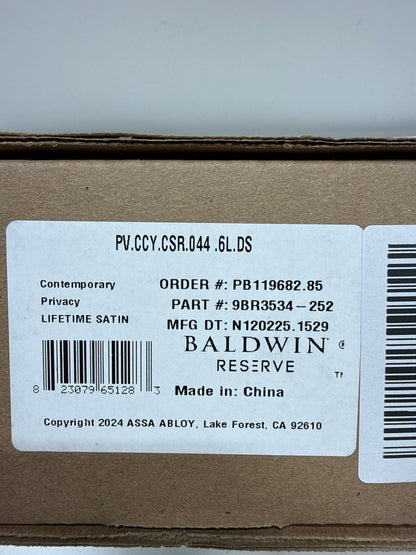 PV.CCY.CSR.044 .6L.DS
Contemporary
Privacy
LIFETIME SATIN
ORDER #: PB119682.85
PART #: 9BR3534-252
MFG DT: N120225.1529
BALDWIN ®
RESERVE ™
8 23079 65128 3
Made in: China
Copyright 2024 ASSA ABLOY, Lake Forest, CA 92610